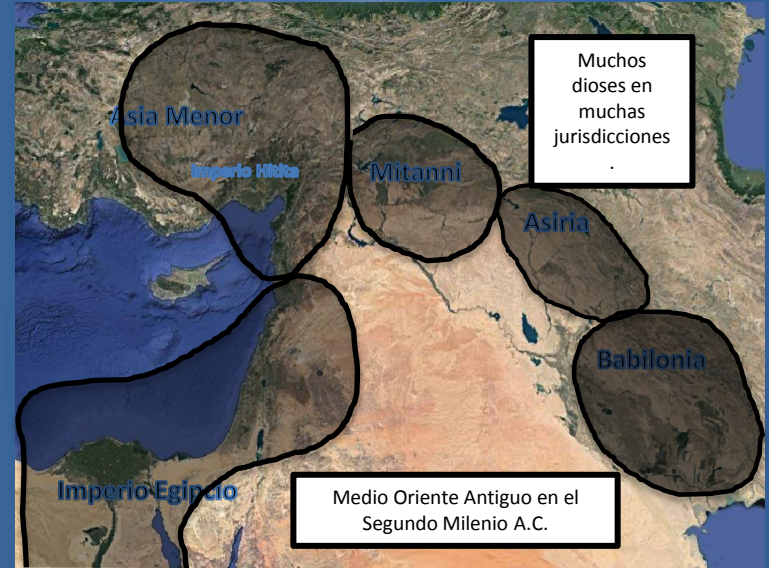 Muchos
dioses en
muchas
jurisdicciones
.
Asia Menor
Imperio Hitita
Mitanni
Asiria
Babilonia
Imperio Egipcio
Medio Oriente Antiguo en el
Segundo Milenio A.C.